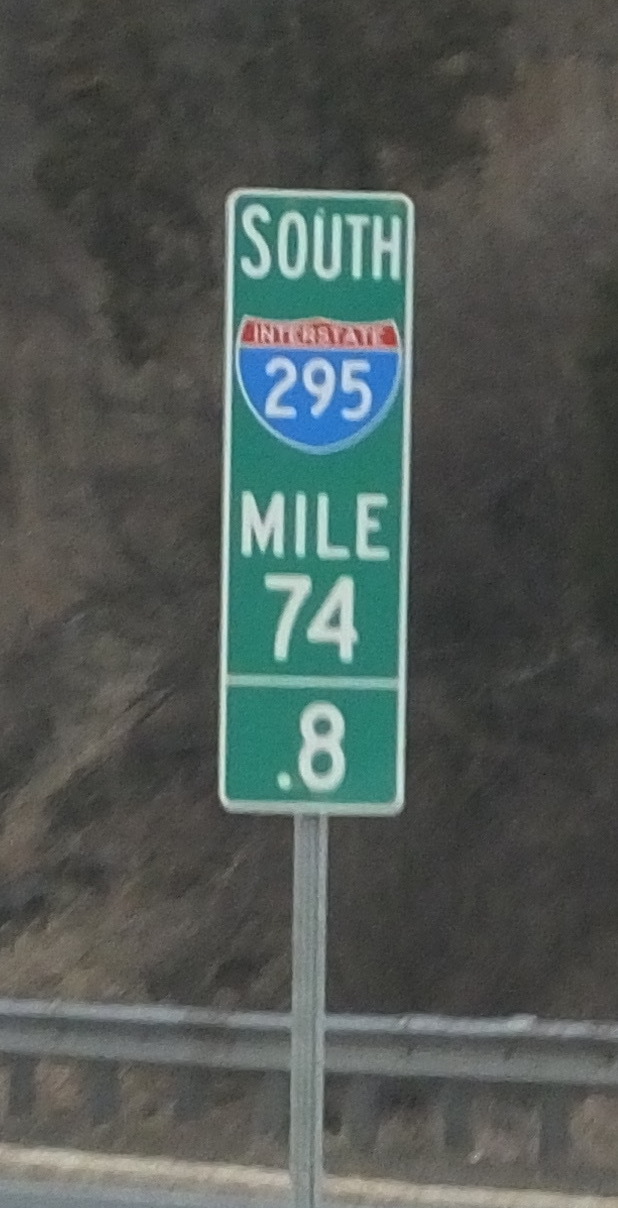 SOUTH
INTERSTATE
295
MILE
74
.8